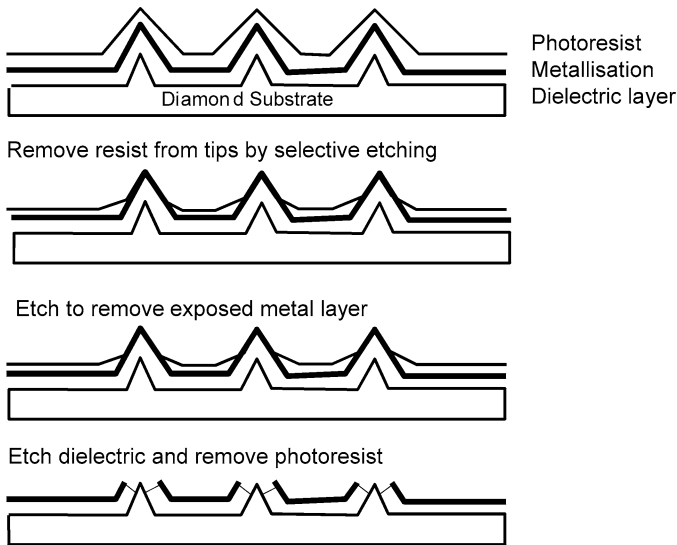 Photoresist
Metallisation
Dielectric layer
Diamond Substrate
Remove resist from tips by selective etching
Etch to remove exposed metal layer
Etch dielectric and remove photoresist